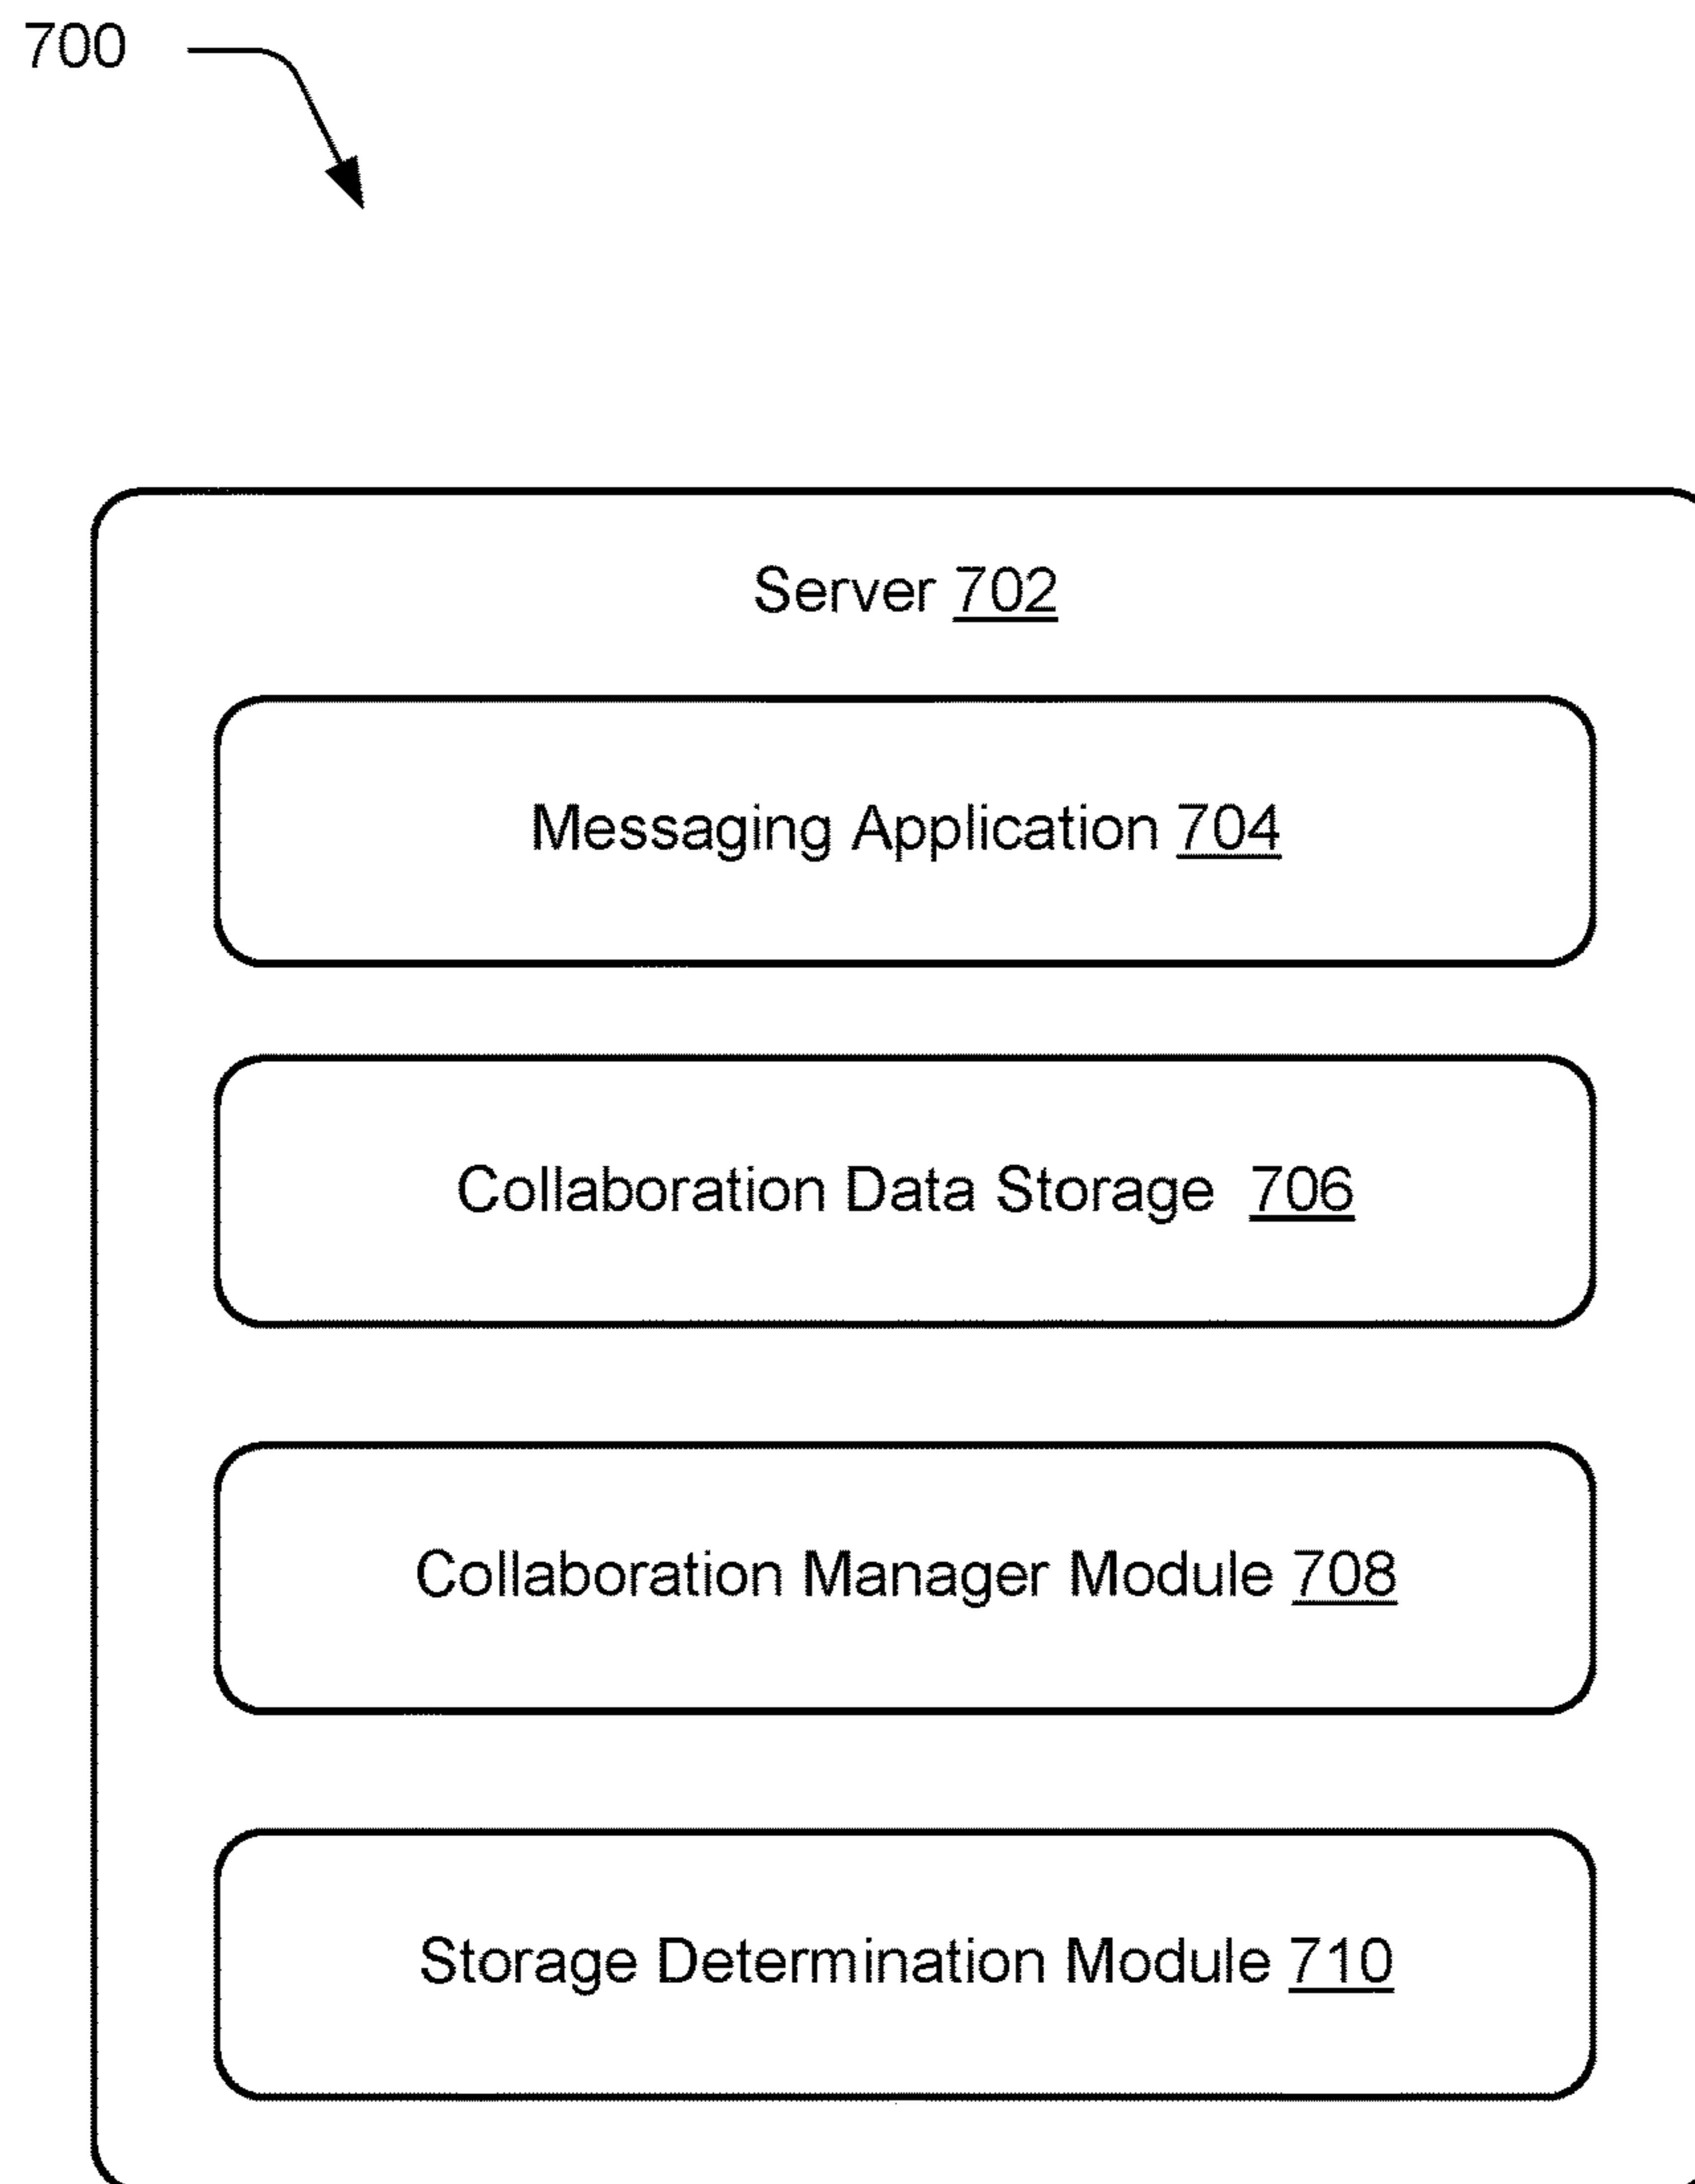 700
Server 702
Messaging Application 704
Collaboration Data Storage 706
Collaboration Manager Module 708
Storage Determination Module 710